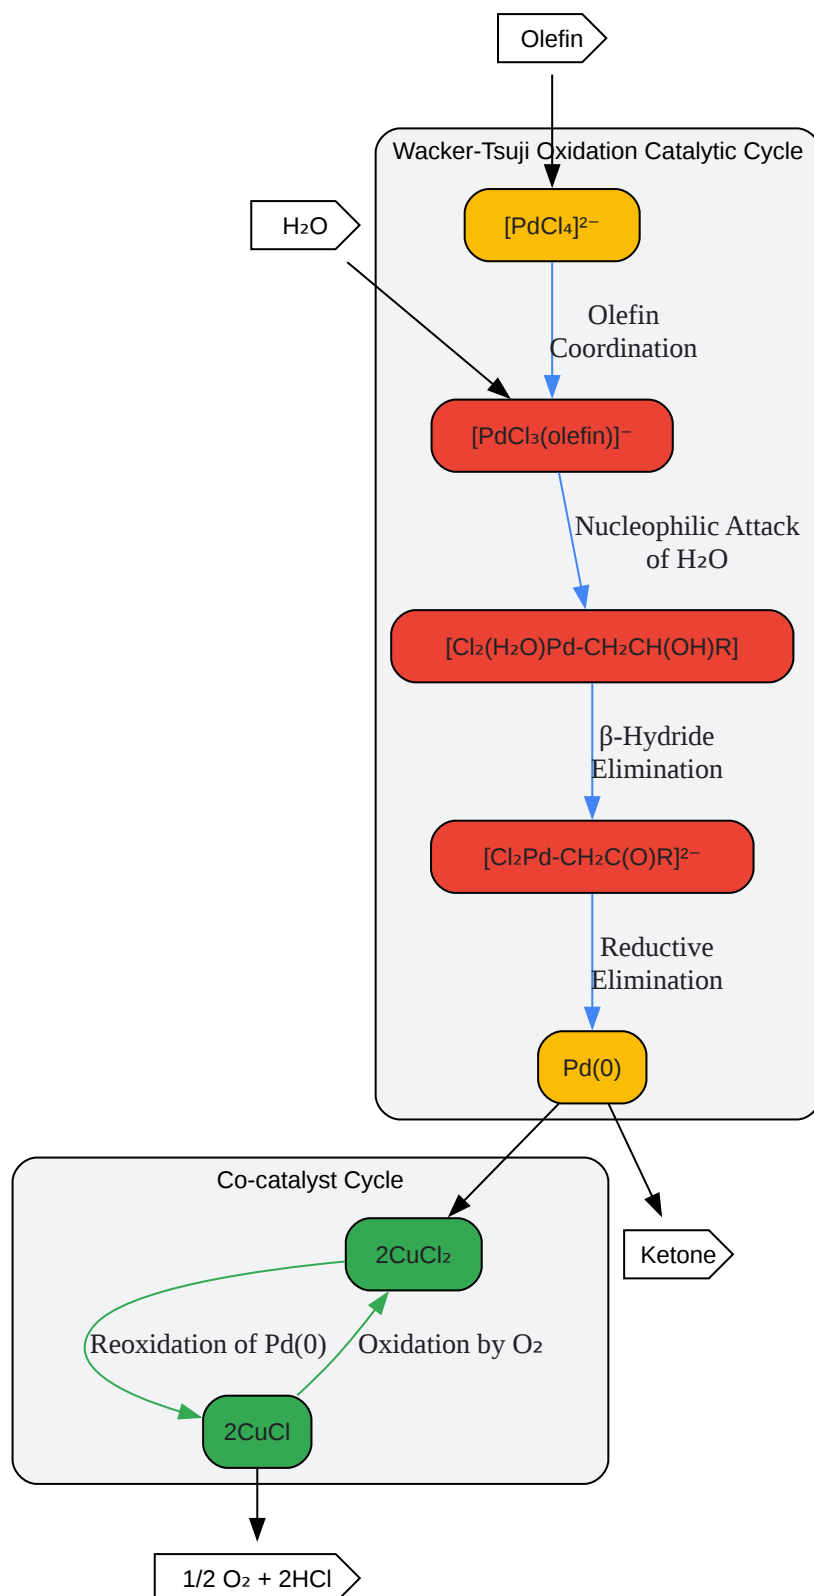 Olefin
Wacker-Tsuji Oxidation Catalytic Cycle
[PdCl₄]²⁻
H₂O
Olefin
Coordination
[PdCl₃(olefin)]⁻
Nucleophilic Attack
of H₂O
[Cl₂(H₂O)Pd-CH₂CH(OH)R]
β-Hydride
Elimination
[Cl₂Pd-CH₂C(O)R]²⁻
Reductive
Elimination
Pd(0)
Co-catalyst Cycle
2CuCl₂
Ketone
Reoxidation of Pd(0)
Oxidation by O₂
2CuCl
1/2 O₂ + 2HCl